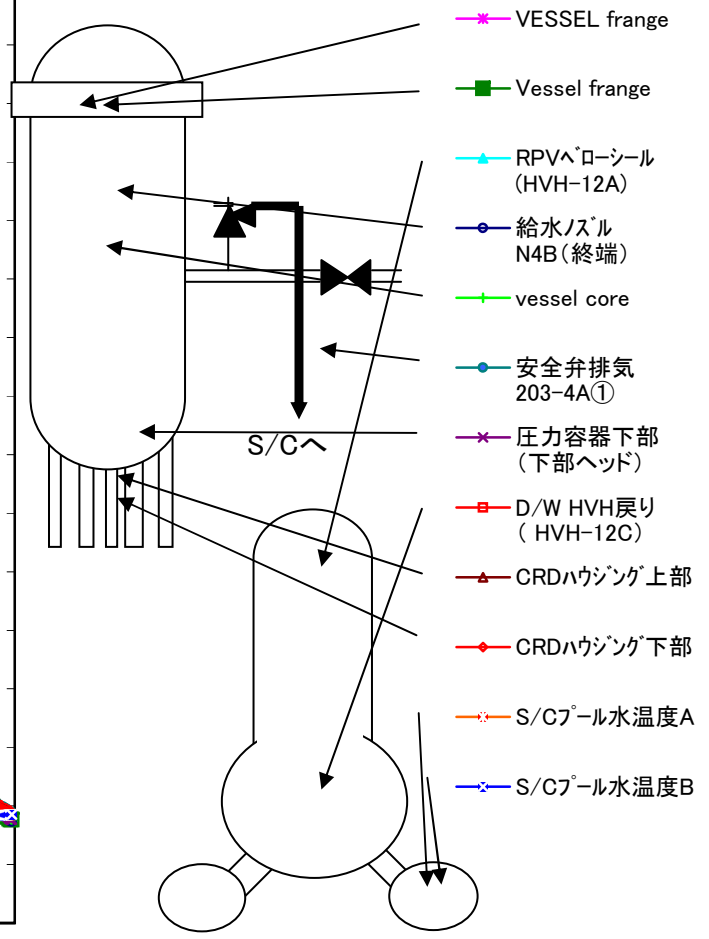 VESSEL frange
Vessel frange
RPVﾍﾞﾛｰｼｰﾙ
(HVH-12A)
給水ﾉｽﾞﾙ
N4B(終端)
vessel core
安全弁排気
203-4A①
圧力容器下部
(下部ヘッド)
D/W HVH戻り
( HVH-12C)
CRDﾊｳｼﾞﾝｸﾞ上部
CRDﾊｳｼﾞﾝｸﾞ下部
S/Cﾌﾟｰﾙ水温度A
S/Cﾌﾟｰﾙ水温度B
S/Cへ